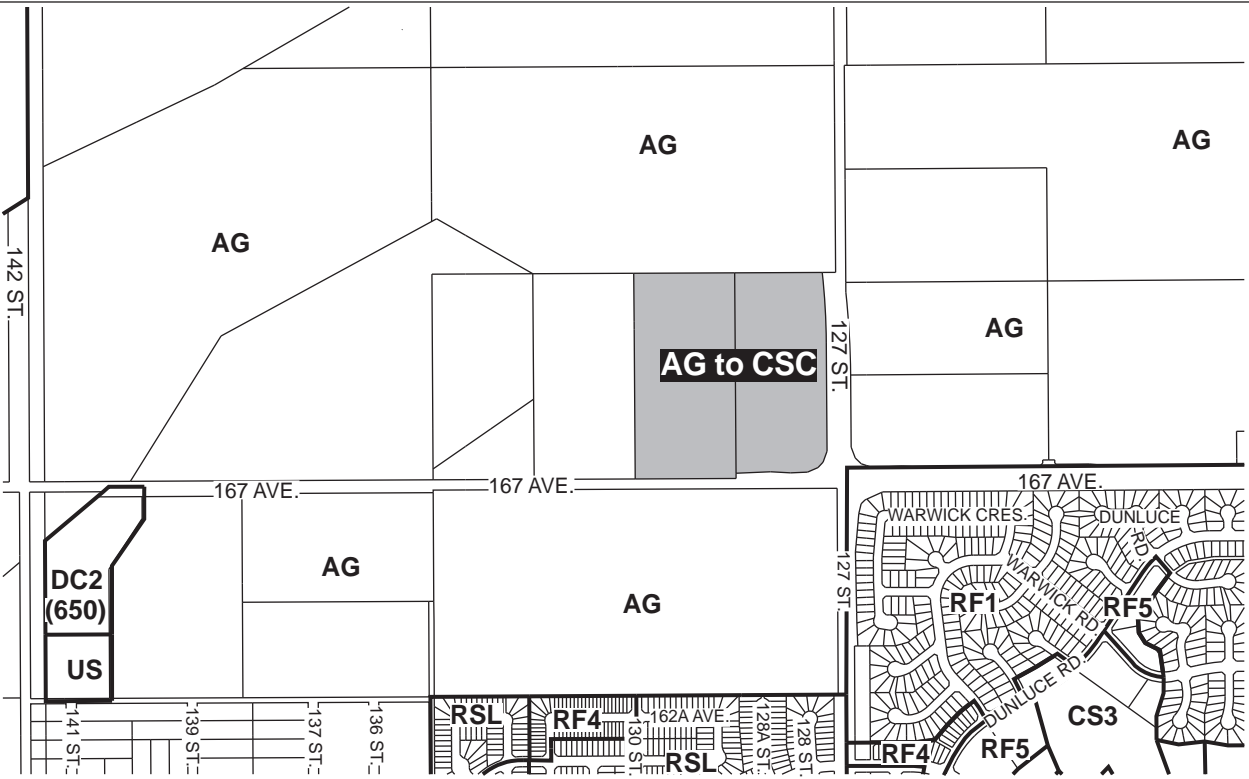 AG
AG
AG
142 ST.
AG
127 ST.
AG to CSC
167 AVE.
167 AVE.
167 AVE.
WARWICK CRES.
DUNLUCE RD.
127 ST.
WARWICK RD.
AG
DC2
(650)
AG
RF1
RF5
US
DUNLUCE RD.
141 ST.
139 ST.
137 ST.
136 ST.
RSL
RF4
130 ST.
162A AVE.
128A ST.
128 ST.
RSL
RF4
RF5
CS3